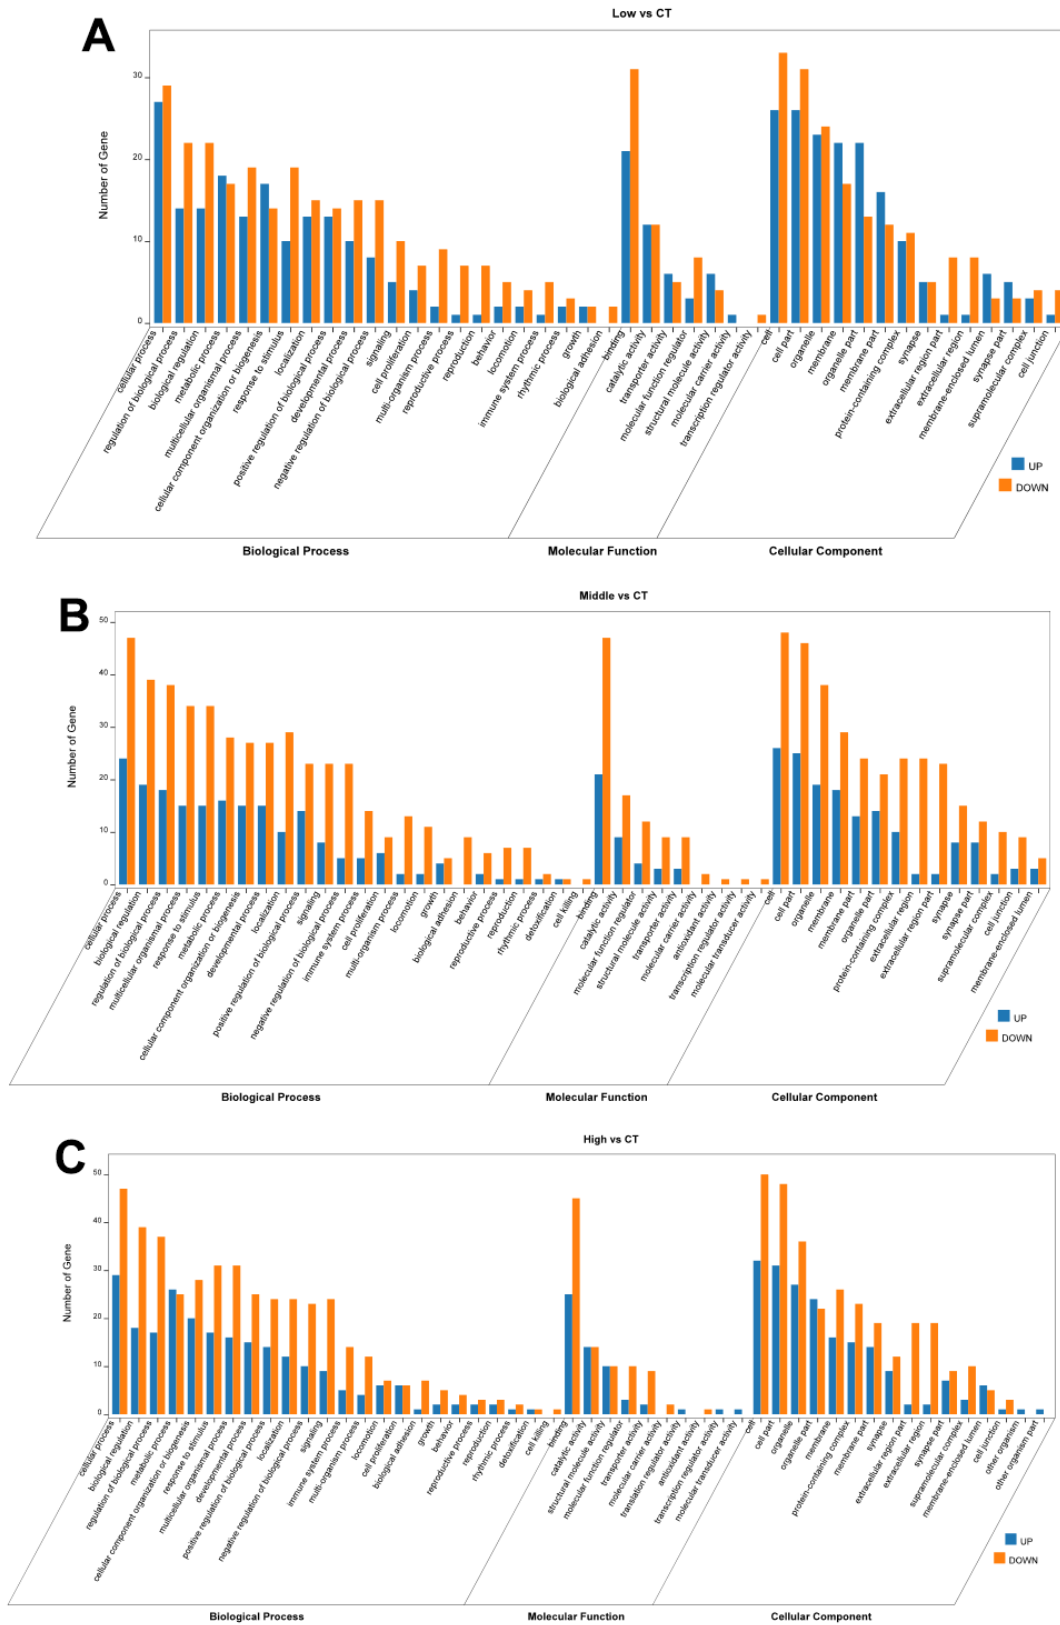 A
Low vs CT
Number of Gene
30
20
10
0
cellular process
regulation of biological process
biological regulation
metabolic process
multicellular organismal process
cellular component organization or biogenesis
response to stimulus
localization
positive regulation of biological process
developmental process
negative regulation of biological process
signaling
cell proliferation
multi-organism process
reproductive process
reproduction
behavior
locomotion
immune system process
rhythmic process
growth
biological adhesion
binding
catalytic activity
transporter activity
molecular function regulator
structural molecule activity
molecular carrier activity
transcription regulator activity
cell
cell part
organelle
membrane
organelle part
membrane part
protein-containing complex
synapse
extracellular region part
extracellular region
membrane-enclosed lumen
synapse part
supramolecular complex
cell junction
UP
DOWN
Biological Process
Molecular Function
Cellular Component
B
Middle vs CT
Number of Gene
50
40
30
20
10
0
cellular process
biological regulation
regulation of biological process
multicellular organismal process
response to stimulus
metabolic process
developmental process
cellular component organization or biogenesis
localization
positive regulation of biological process
signaling
negative regulation of biological process
immune system process
cell proliferation
multi-organism process
locomotion
growth
biological adhesion
behavior
reproductive process
reproduction
rhythmic process
detoxification
cell killing
binding
catalytic activity
molecular function regulator
structural molecule activity
transporter activity
molecular carrier activity
antioxidant activity
transcription regulator activity
molecular transducer activity
cell
cell part
organelle
membrane
membrane part
organelle part
protein-containing complex
extracellular region
extracellular region part
synapse
synapse part
supramolecular complex
cell junction
membrane-enclosed lumen
UP
DOWN
Biological Process
Molecular Function
Cellular Component
C
High vs CT
Number of Gene
50
40
30
20
10
0
cellular process
biological regulation
regulation of biological process
metabolic process
cellular component organization or biogenesis
response to stimulus
multicellular organismal process
developmental process
positive regulation of biological process
localization
negative regulation of biological process
signaling
immune system process
multi-organism process
locomotion
cell proliferation
biological adhesion
growth
behavior
reproductive process
reproduction
rhythmic process
detoxification
cell killing
binding
catalytic activity
structural molecule activity
molecular function regulator
transporter activity
molecular carrier activity
translation regulator activity
antioxidant activity
transcription regulator activity
molecular transducer activity
cell
cell part
organelle
organelle part
membrane
protein-containing complex
membrane part
synapse
extracellular region part
extracellular region
synapse part
supramolecular complex
membrane-enclosed lumen
cell junction
other organism
other organism part
UP
DOWN
Biological Process
Molecular Function
Cellular Component